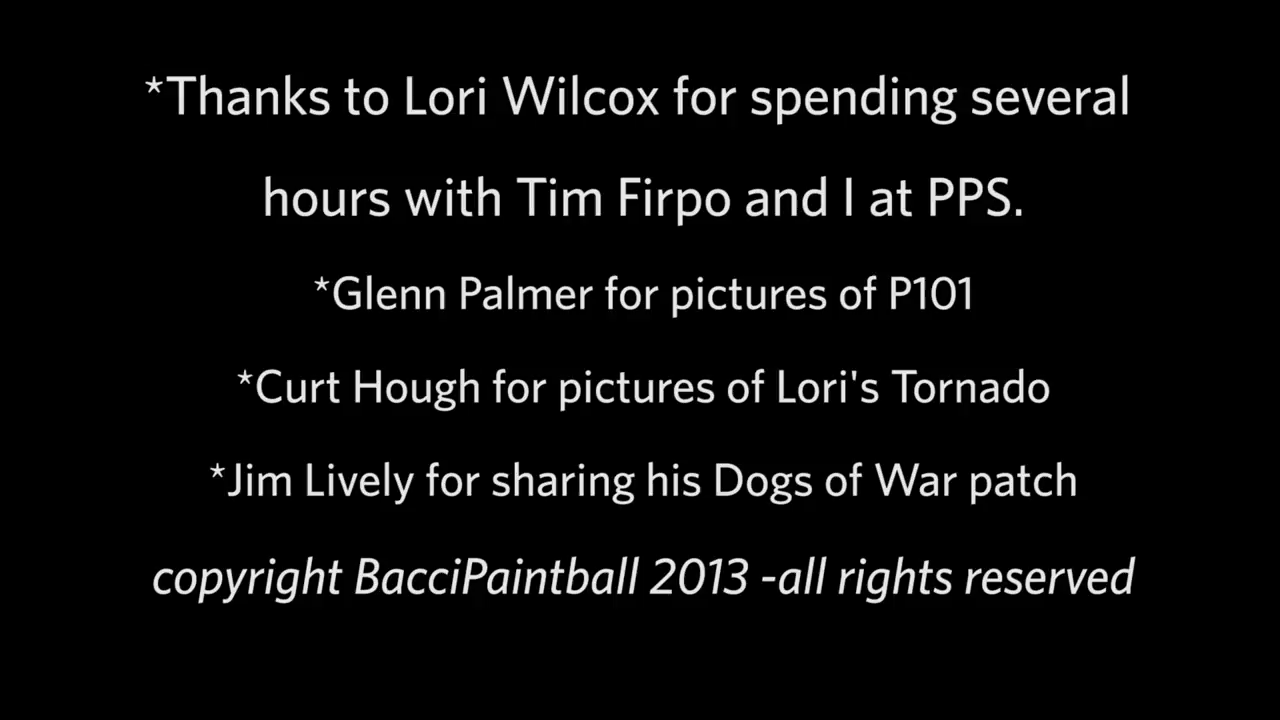 *Thanks to Lori Wilcox for spending several
hours with Tim Firpo and I at PPS.
*Glenn Palmer for pictures of P101
*Curt Hough for pictures of Lori's Tornado
*Jim Lively for sharing his Dogs of War patch
copyright BacciPaintball 2013 -all rights reserved